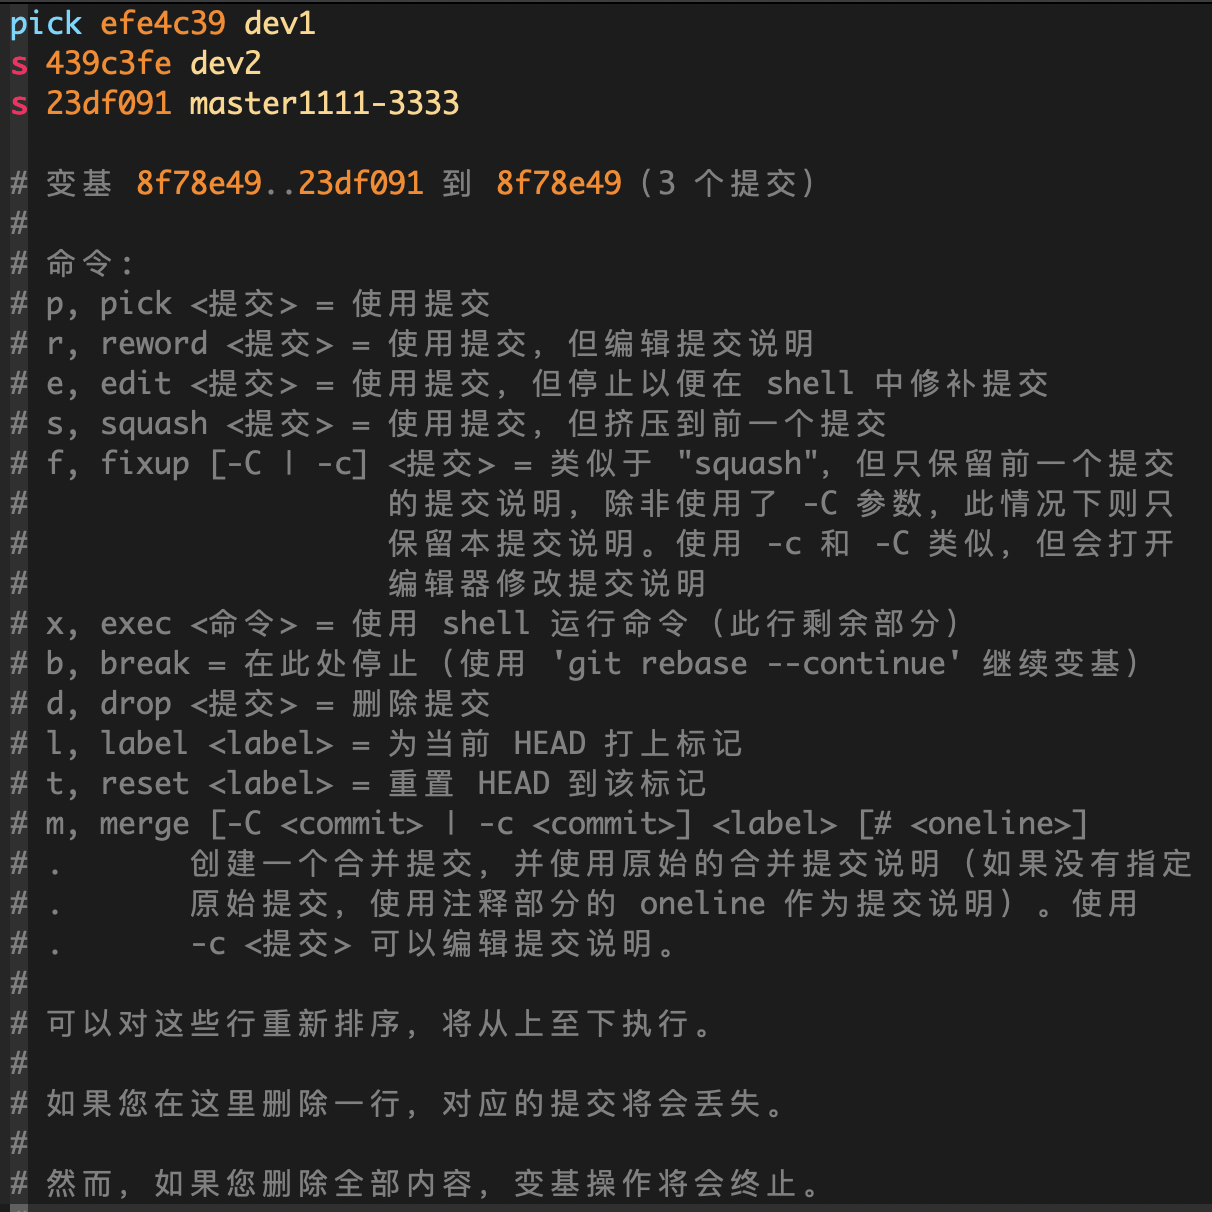 pick efe4c39 dev1
s 439c3fe dev2
s 23df091 master1111-3333
# 变基 8f78e49..23df091 到 8f78e49（3 个提交）
#
# 命令：
# p, pick <提交> = 使用提交
# r, reword <提交> = 使用提交，但编辑提交说明
# e, edit <提交> = 使用提交，但停止以便在 shell 中修补提交
# s, squash <提交> = 使用提交，但挤压到前一个提交
# f, fixup [-C | -c] <提交> = 类似于 "squash"，但只保留前一个提交
#                    的提交说明，除非使用了 -C 参数，此情况下则只
#                    保留本提交说明。使用 -c 和 -C 类似，但会打开
#                    编辑器修改提交说明
# x, exec <命令> = 使用 shell 运行命令（此行剩余部分）
# b, break = 在此处停止（使用 'git rebase --continue' 继续变基）
# d, drop <提交> = 删除提交
# l, label <label> = 为当前 HEAD 打上标记
# t, reset <label> = 重置 HEAD 到该标记
# m, merge [-C <commit> | -c <commit>] <label> [# <oneline>]
# .       创建一个合并提交，并使用原始的合并提交说明（如果没有指定
# .       原始提交，使用注释部分的 oneline 作为提交说明）。使用
# .       -c <提交> 可以编辑提交说明。
#
# 可以对这些行重新排序，将从上至下执行。
#
# 如果您在这里删除一行，对应的提交将会丢失。
#
# 然而，如果您删除全部内容，变基操作将会终止。
#